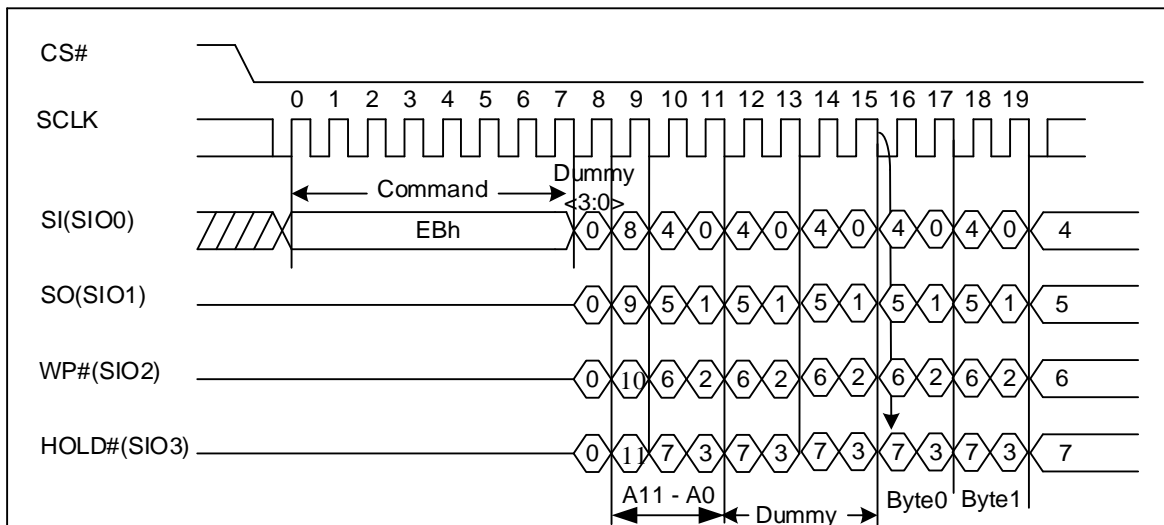 CS#
0 1 2 3 4 5 6 7 8 9 10 11 12 13 14 15 16 17 18 19
SCLK
Command
Dummy
<3:0>
SI(SIO0) EBh 0 8 4 0 4 0 4 0 4 0 4 0 4
SO(SIO1) 0 9 5 1 5 1 5 1 5 1 5 1 5
WP#(SIO2) 0 10 6 2 6 2 6 2 6 2 6 2 6
HOLD#(SIO3) 0 11 7 3 7 3 7 3 7 3 7 3 7
A11 - A0 Byte0 Byte1
Dummy